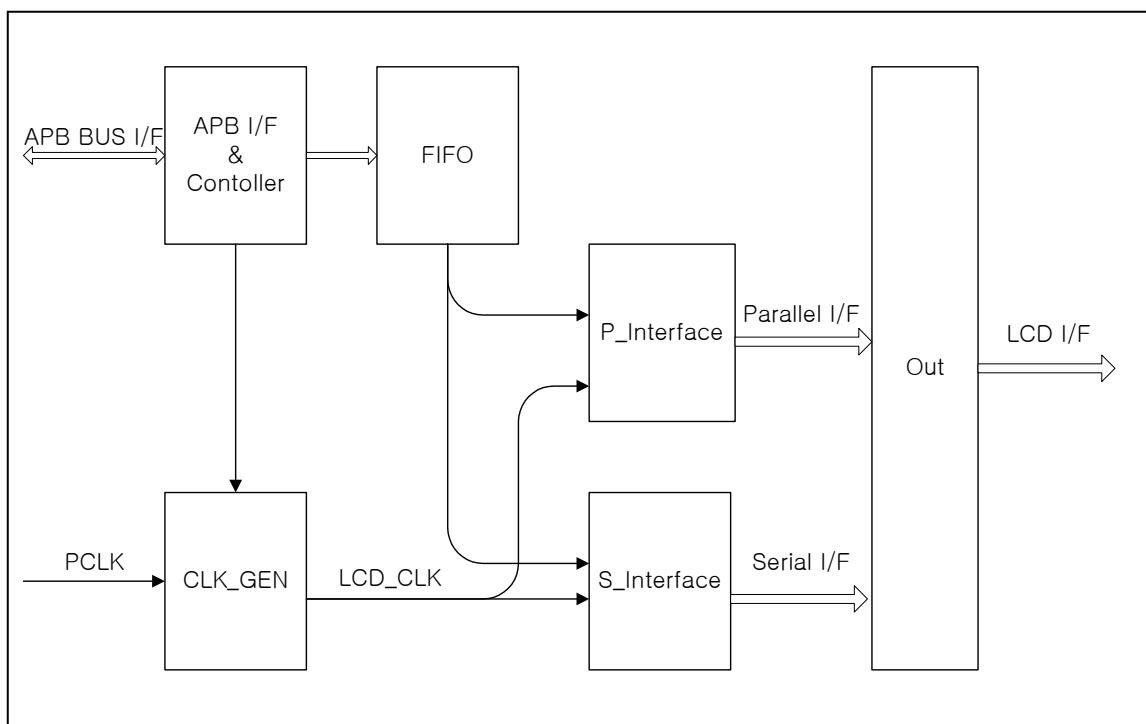 APB BUS I/F
APB I/F
&
Contoller
FIFO
P_Interface
Parallel I/F
Out
LCD I/F
PCLK
CLK_GEN
LCD_CLK
S_Interface
Serial I/F